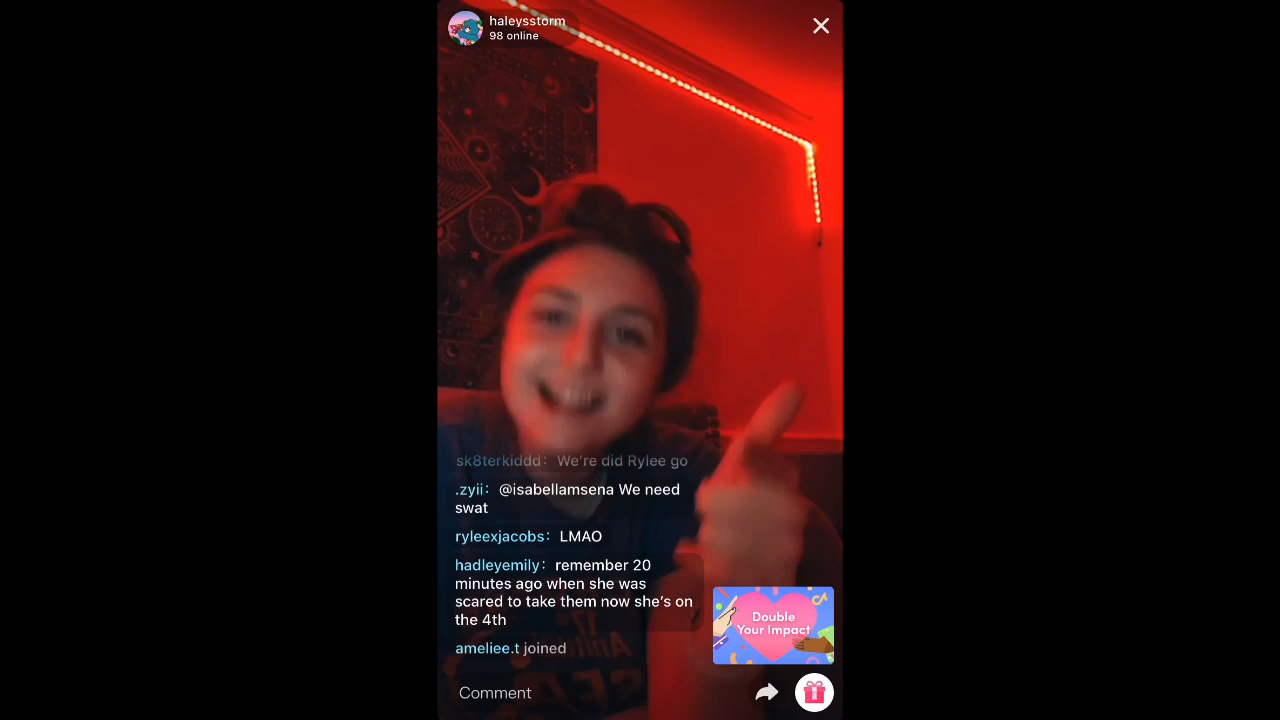 haleysstorm
98 online
sk8terkiddd: We're did Rylee go
.zyii: @isabellamsena We need
swat
ryleexjacobs: LMAO
hadleyemily: remember 20
minutes ago when she was
scared to take them now she's on
the 4th
ameliee.t joined
Double
Your Impact
Comment